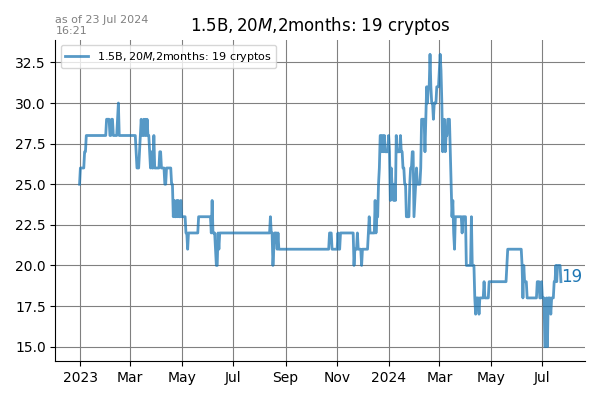 as of 23 Jul 2024
16:21
1.5B, 20M,2months: 19 cryptos
1.5B, 20M,2months: 19 cryptos
32.5
30.0
27.5
25.0
22.5
20.0
17.5
15.0
19
2023 Mar May Jul Sep Nov 2024 Mar May Jul